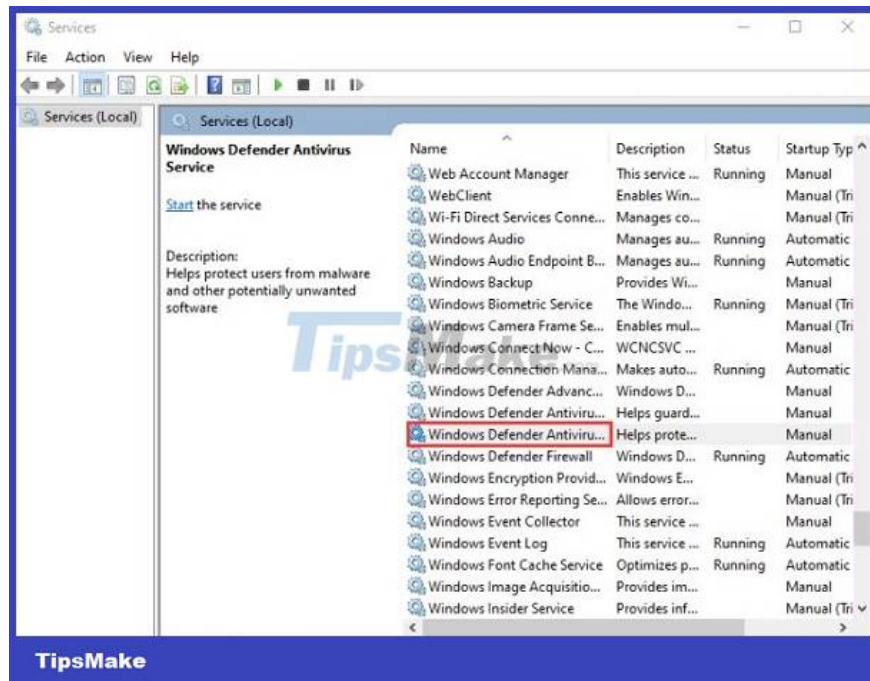 Services
File Action View Help
Services (Local)
Services (Local)
Windows Defender Antivirus
Service
Start the service
Description:
Helps protect users from malware
and other potentially unwanted
software
Name Description Status Startup Typ
Web Account Manager This service ... Running Manual
WebClient Enables Win... Manual (Tri
Wi-Fi Direct Services Conne... Manages co... Manual (Tri
Windows Audio Manages au... Running Automatic
Windows Audio Endpoint B... Manages au... Running Automatic
Windows Backup Provides Wi... Manual
Windows Biometric Service The Windo... Running Manual (Tri
Windows Camera Frame Se... Enables mul... Manual (Tri
Windows Connect Now - C... WCNCSVC ... Manual
Windows Connection Mana... Makes auto... Running Automatic
Windows Defender Advanc... Windows D... Manual
Windows Defender Antiviru... Helps guard... Manual
Windows Defender Antiviru... Helps prote... Manual
Windows Defender Firewall Windows D... Running Automatic
Windows Encryption Provid... Windows E... Manual (Tri
Windows Error Reporting Se... Allows error... Manual (Tri
Windows Event Collector This service ... Manual
Windows Event Log This service ... Running Automatic
Windows Font Cache Service Optimizes p... Running Automatic
Windows Image Acquisitio... Provides im... Manual
Windows Insider Service Provides inf... Manual (Tri
TipsMake
TipsMake